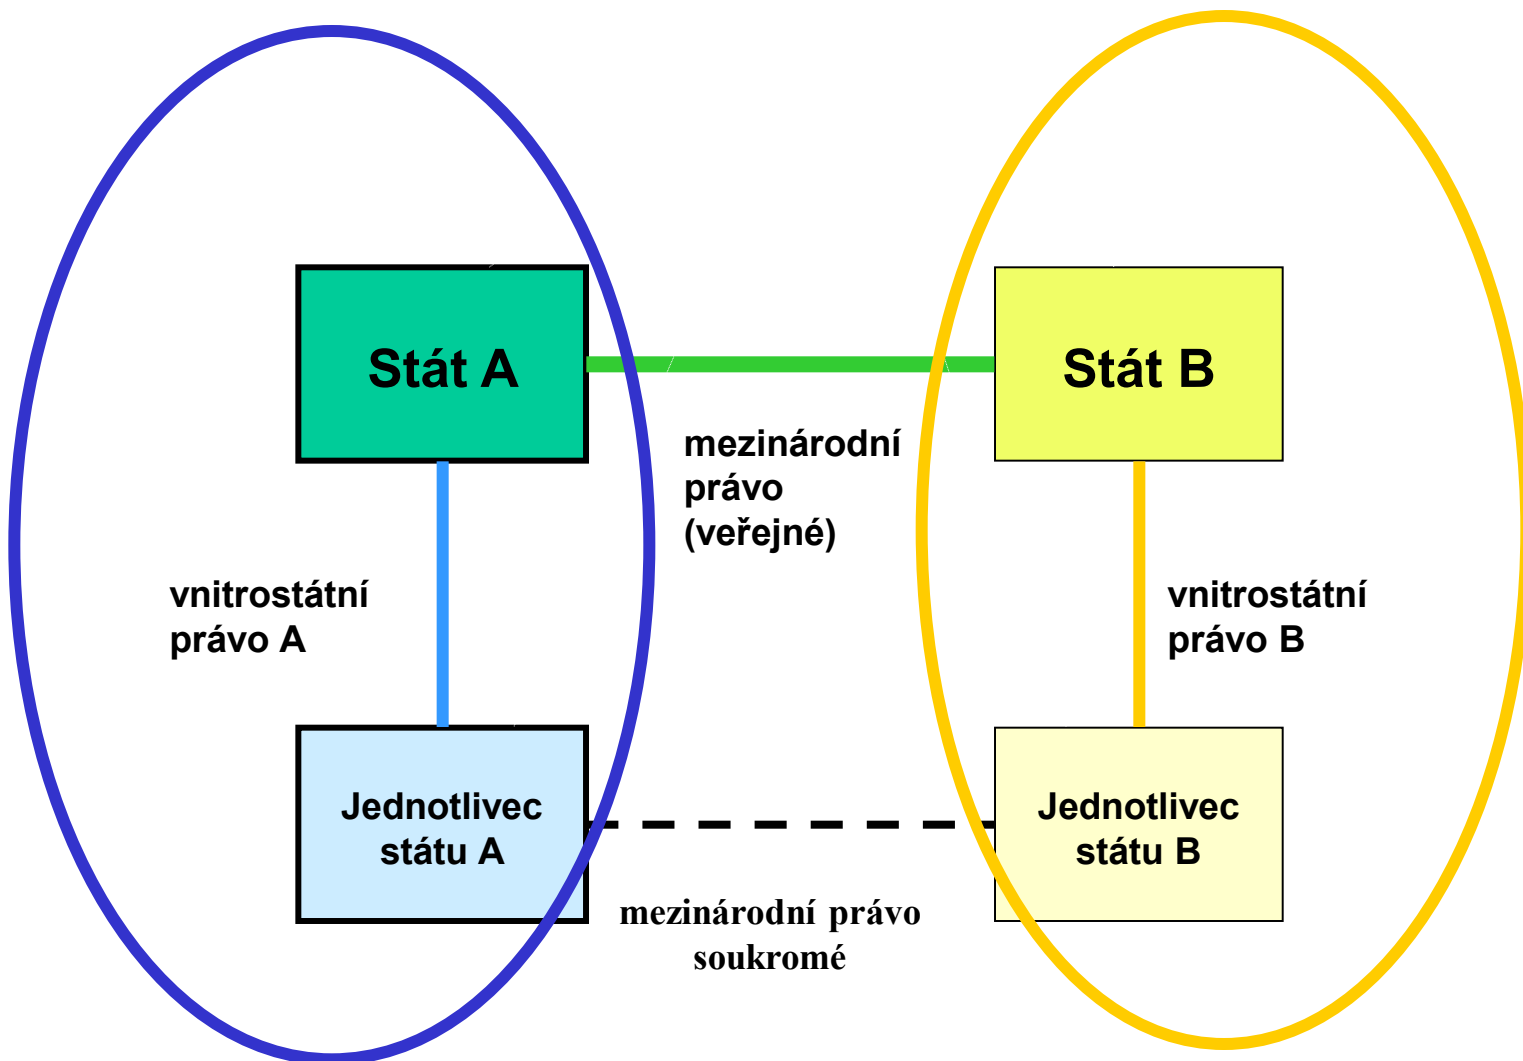 Stát A
Stát B
mezinárodní
právo
(veřejné)
vnitrostátní
právo A
vnitrostátní
právo B
Jednotlivec
státu A
Jednotlivec
státu B
mezinárodní právo
soukromé